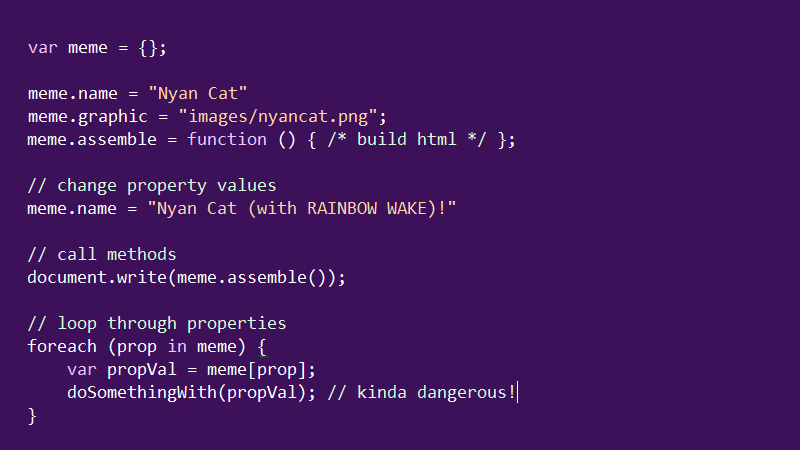 var meme = {};

meme.name = "Nyan Cat"
meme.graphic = "images/nyancat.png";
meme.assemble = function () { /* build html */ };

// change property values
meme.name = "Nyan Cat (with RAINBOW WAKE)!"

// call methods
document.write(meme.assemble());

// loop through properties
foreach (prop in meme) {
    var propVal = meme[prop];
    doSomethingWith(propVal); // kinda dangerous!
}